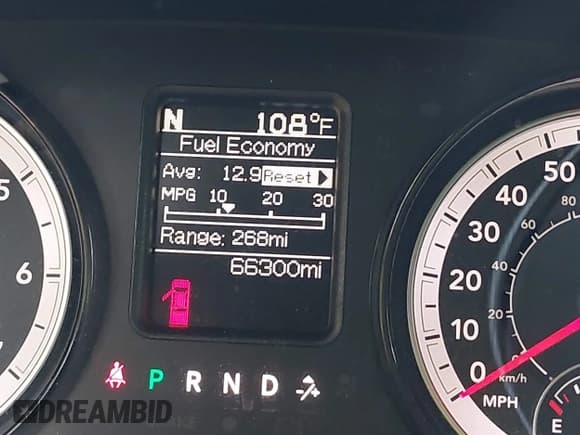 N 108°F
Fuel Economy
Avg: 12.9 Reset
MPG 10 20 30
Range: 268mi
66300mi
P R N D
5
6
50
40
30
20
10
0
MPH
80
60
40
20
0
km/h
E
DREAMBID